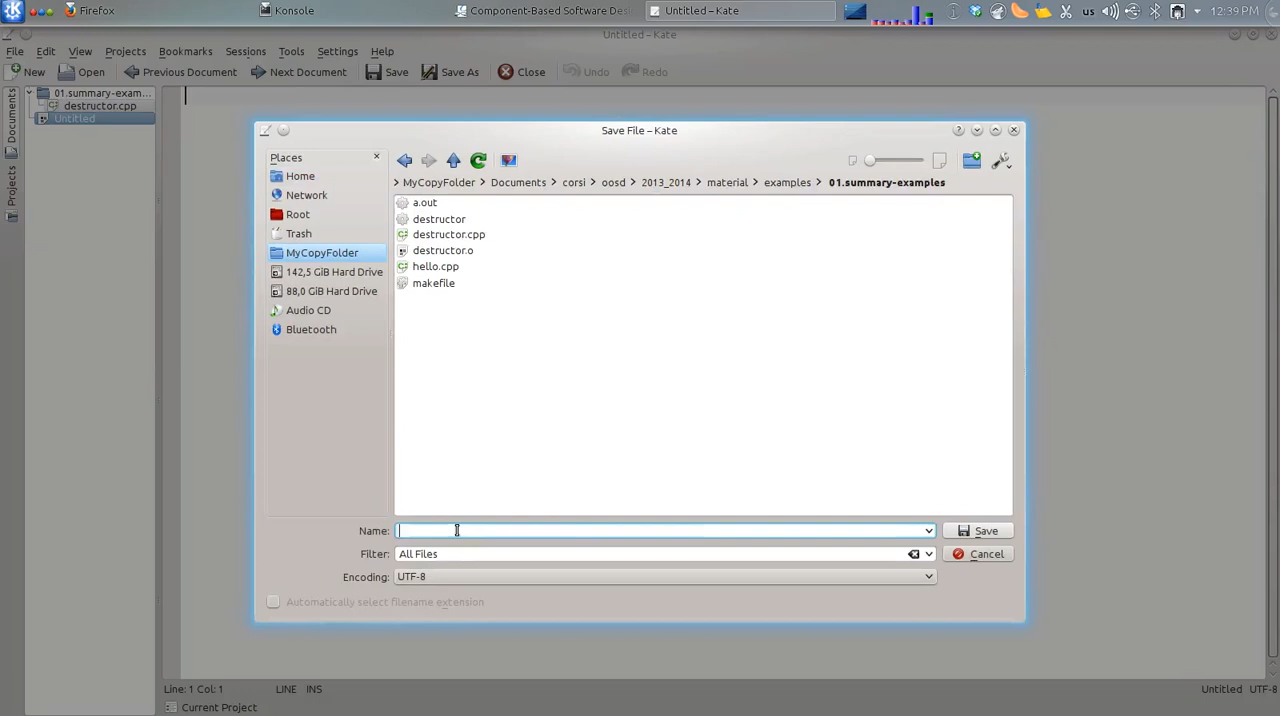 Firefox Konsole Component-Based Software Des Untitled – Kate us 12:39 PM
Untitled – Kate
File Edit View Projects Bookmarks Sessions Tools Settings Help
New Open Previous Document Next Document Save Save As Close Undo Redo
Documents
Projects
01.summary-exam...
destructor.cpp
Untitled
Save File – Kate
Places
Home
Network
Root
Trash
MyCopyFolder
142,5 GiB Hard Drive
88,0 GiB Hard Drive
Audio CD
Bluetooth
MyCopyFolder > Documents > corsi > oosd > 2013_2014 > material > examples > 01.summary-examples
a.out
destructor
destructor.cpp
destructor.o
hello.cpp
makefile
Name: Save
Filter: All Files Cancel
Encoding: UTF-8
Automatically select filename extension
Line: 1 Col: 1 LINE INS Untitled UTF-8
Current Project